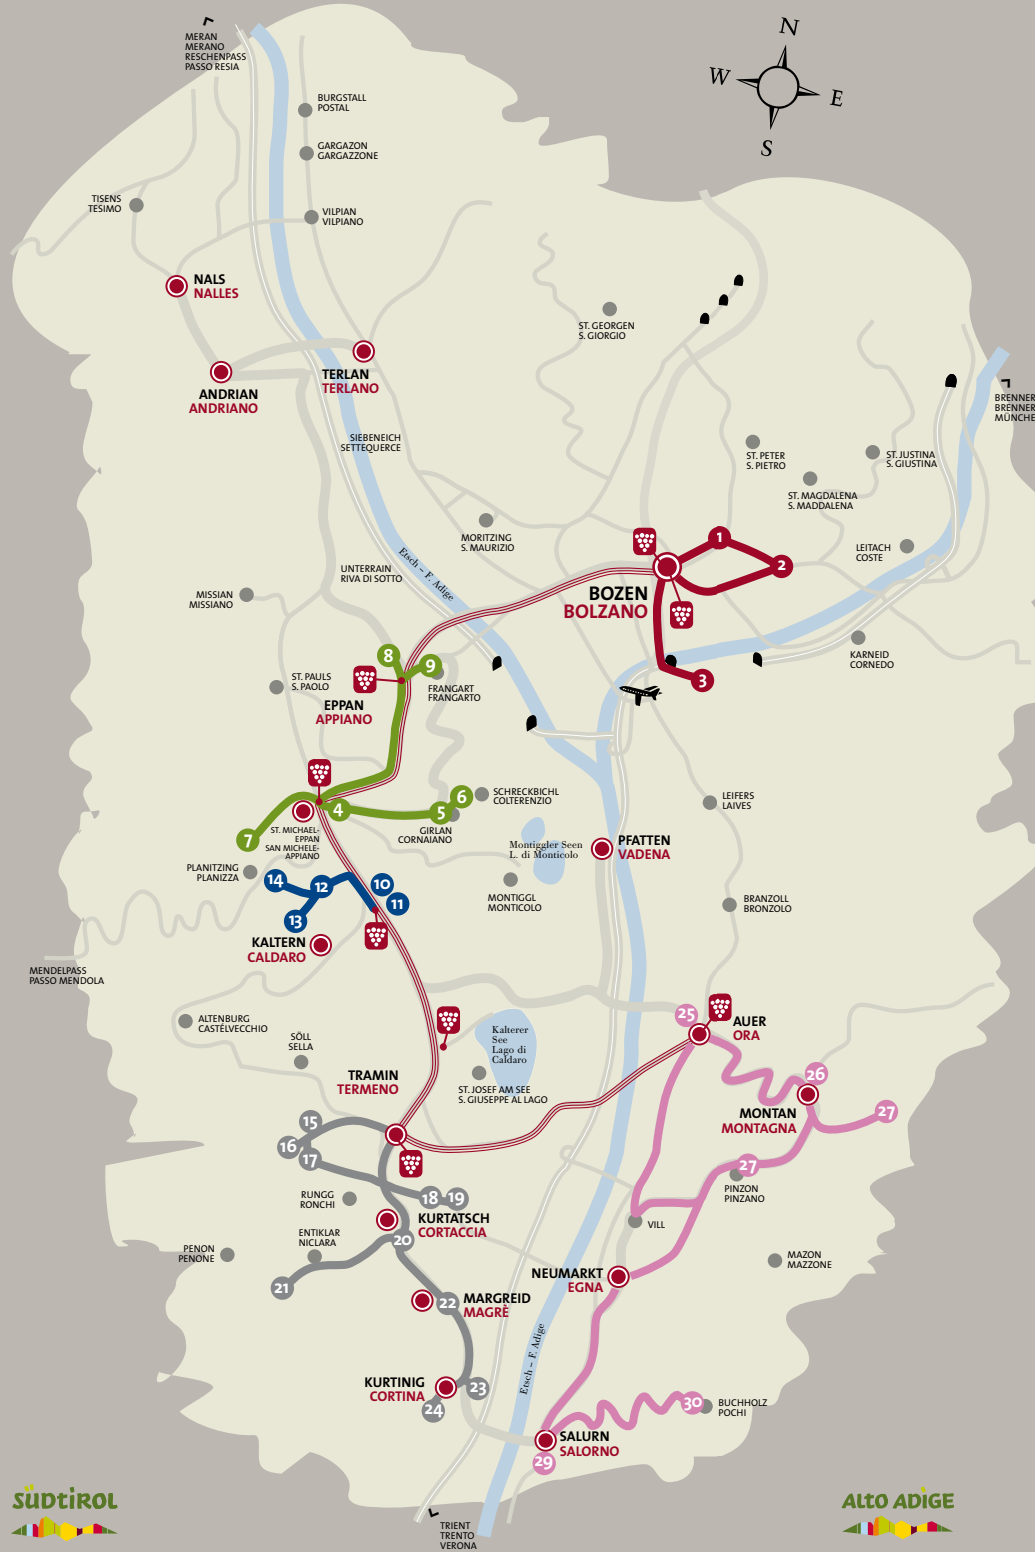 N
W
E
S
MERAN
MERANO
RESCHENPASS
PASSO RESIA
BURGSTALL
POSTAL
GARGAZON
GARGAZZONE
TISENS
TESIMO
VILPIAN
VILPIANO
NALS
NALLES
ST. GEORGEN
S. GIORGIO
TERLAN
TERLANO
ANDRIAN
ANDRIANO
BRENNER
BRENNER
MÜNCHE
SIEBENEICH
SETTEQUERCE
ST. PETER
S. PIETRO
ST. JUSTINA
S. GIUSTINA
ST. MAGDALENA
S. MADDALENA
MORITZING
S. MAURIZIO
LEITACH
COSTE
1
2
Etsch – F. Adige
UNTERRAIN
RIVA DI SOTTO
BOZEN
BOLZANO
MISSIAN
MISSIANO
KARNEID
CORNEDO
8
9
3
ST. PAULS
S. PAOLO
FRANGART
FRANGARTO
EPPAN
APPIANO
SCHRECKBICHL
COLTERENZIO
LEIFERS
LAIVES
4
5
6
7
GIRLAN
CORNAIANO
ST. MICHAEL-
EPPAN
SAN MICHELE-
APPIANO
PFATTEN
VADENA
Montiggler Seen
L. di Monticolo
PLANITZING
PLANIZZA
MONTIGGL
MONTICOLO
BRANZOLL
BRONZOLO
14
12
10
11
13
KALTERN
CALDARO
MENDELPASS
PASSO MENDOLA
ALTENBURG
CASTELVECCHIO
SÖLL
SELLA
Kalterer
See
Lago di
Caldaro
25
AUER
ORA
TRAMIN
TERMENO
ST. JOSEF AM SEE
S. GIUSEPPE AL LAGO
26
MONTAN
MONTAGNA
27
15
16
17
18
19
27
PINZON
PINZANO
RUNGG
RONCHI
KURTATSCH
CORTACCIA
VILL
20
ENTIKLAR
NICLARA
PENON
PENONE
MAZON
MAZZONE
21
NEUMARKT
EGNA
22
MARGREID
MAGRÈ
Etsch – F. Adige
KURTINIG
CORTINA
23
24
30
BUCHHOLZ
POCHI
SALURN
SALORNO
29
SÜDTIROL
ALTO ADIGE
TRIENT
TRENTO
VERONA